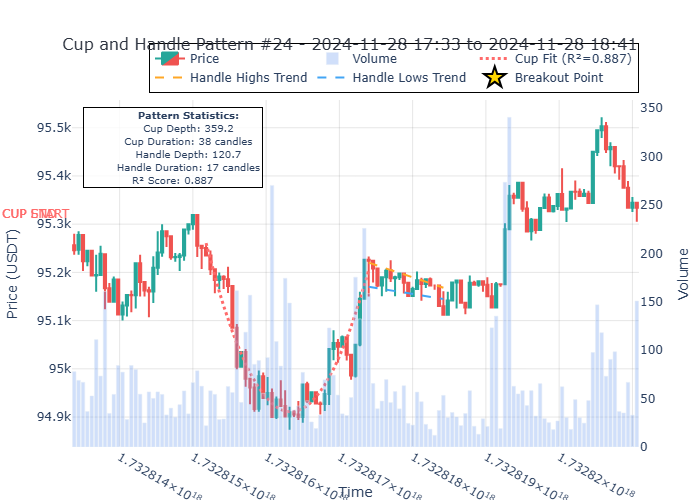 Cup and Handle Pattern #24 - 2024-11-28 17:33 to 2024-11-28 18:41
Price
Volume
Cup Fit (R²=0.887)
Handle Highs Trend
Handle Lows Trend
Breakout Point
Pattern Statistics:
Cup Depth: 359.2
Cup Duration: 38 candles
Handle Depth: 120.7
Handle Duration: 17 candles
R² Score: 0.887
95.5k
95.4k
95.3k
95.2k
95.1k
95k
94.9k
Price (USDT)
CUP START
350
300
250
200
150
100
50
0
Volume
1.732814×10¹⁸
1.732815×10¹⁸
1.732816×10¹⁸
1.732817×10¹⁸
1.732818×10¹⁸
1.732819×10¹⁸
1.73282×10¹⁸
Time